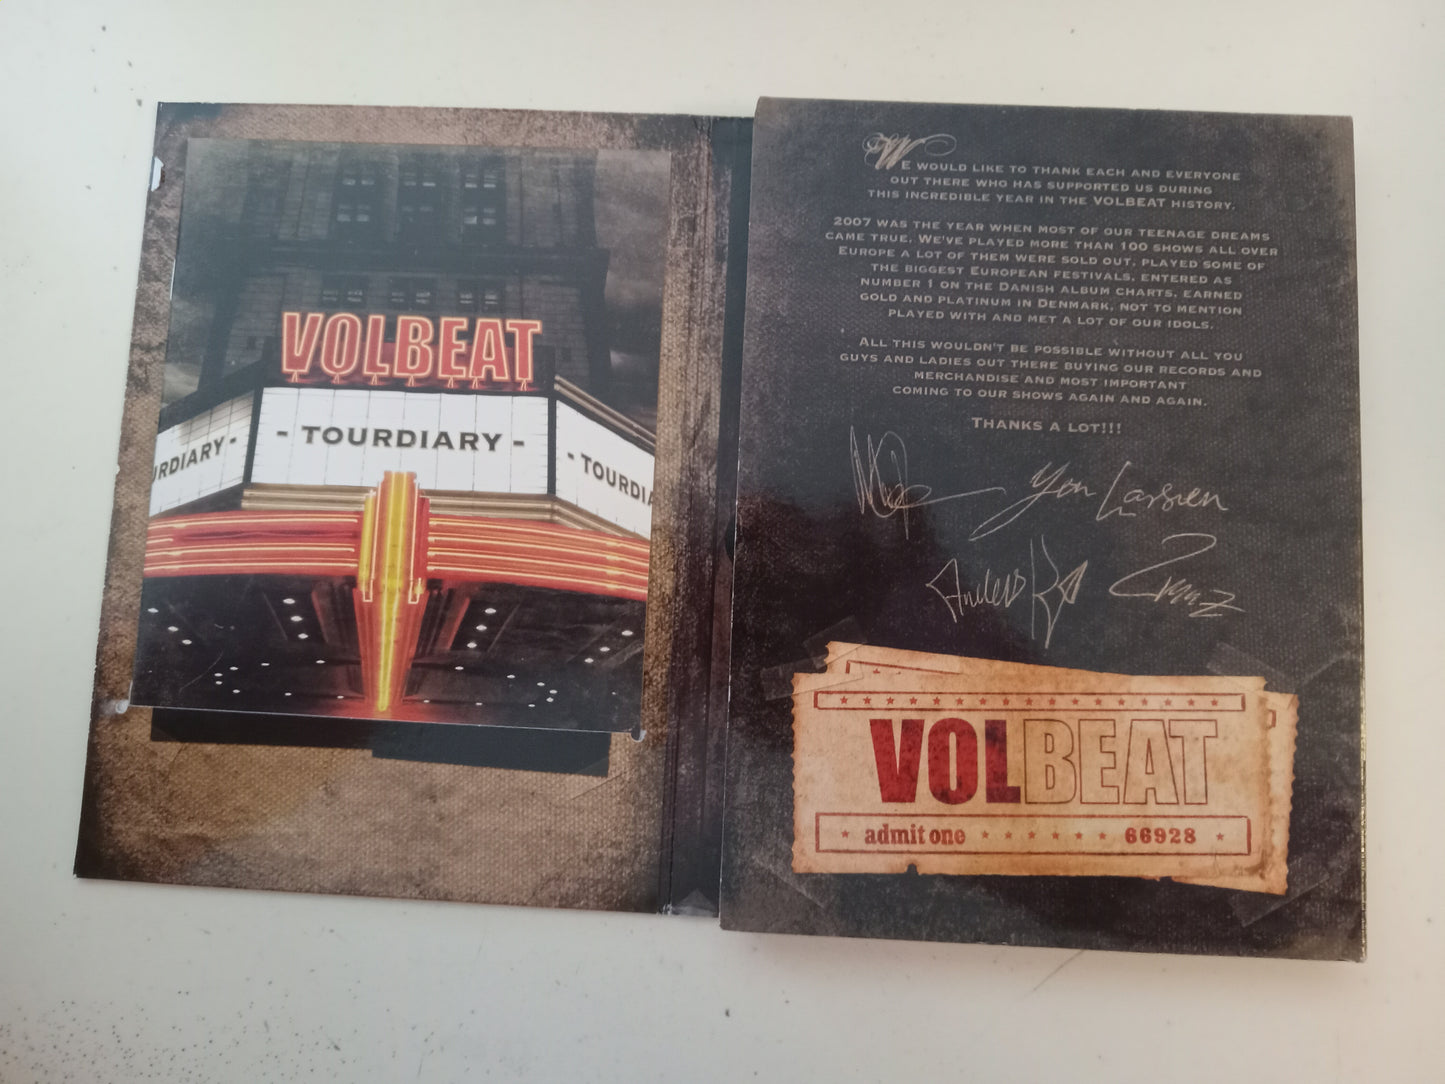 VOLBEAT
URDIARY -
- TOURDIARY -
- TOURDIA
WE WOULD LIKE TO THANK EACH AND EVERYONE
OUT THERE WHO HAS SUPPORTED US DURING
THIS INCREDIBLE YEAR IN THE VOLBEAT HISTORY.
2007 WAS THE YEAR WHEN MOST OF OUR TEENAGE DREAMS
CAME TRUE. WE'VE PLAYED MORE THAN 100 SHOWS ALL OVER
EUROPE A LOT OF THEM WERE SOLD OUT, PLAYED SOME OF
THE BIGGEST EUROPEAN FESTIVALS, ENTERED AS
NUMBER 1 ON THE DANISH ALBUM CHARTS, EARNED
GOLD AND PLATINUM IN DENMARK, NOT TO MENTION
PLAYED WITH AND MET A LOT OF OUR IDOLS.
ALL THIS WOULDN'T BE POSSIBLE WITHOUT ALL YOU
GUYS AND LADIES OUT THERE BUYING OUR RECORDS AND
MERCHANDISE AND MOST IMPORTANT
COMING TO OUR SHOWS AGAIN AND AGAIN.
THANKS A LOT!!!
Larsen
Anders
VOLBEAT
admit one 66928